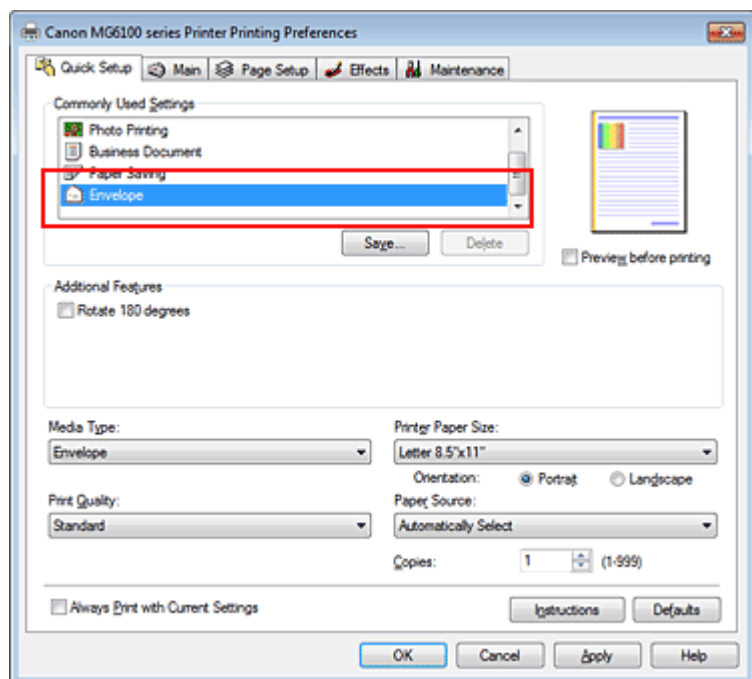 Canon MG6100 series Printer Printing Preferences
Quick Setup Main Page Setup Effects Maintenance
Commonly Used Settings
Photo Printing
Business Document
Paper Saving
Envelope
Save... Delete
Preview before printing
Additional Features
Rotate 180 degrees
Media Type: Printer Paper Size:
Envelope Letter 8.5"x11"
Orientation: Portrait Landscape
Print Quality: Paper Source:
Standard Automatically Select
Copies: 1 (1-999)
Always Print with Current Settings Instructions Defaults
OK Cancel Apply Help